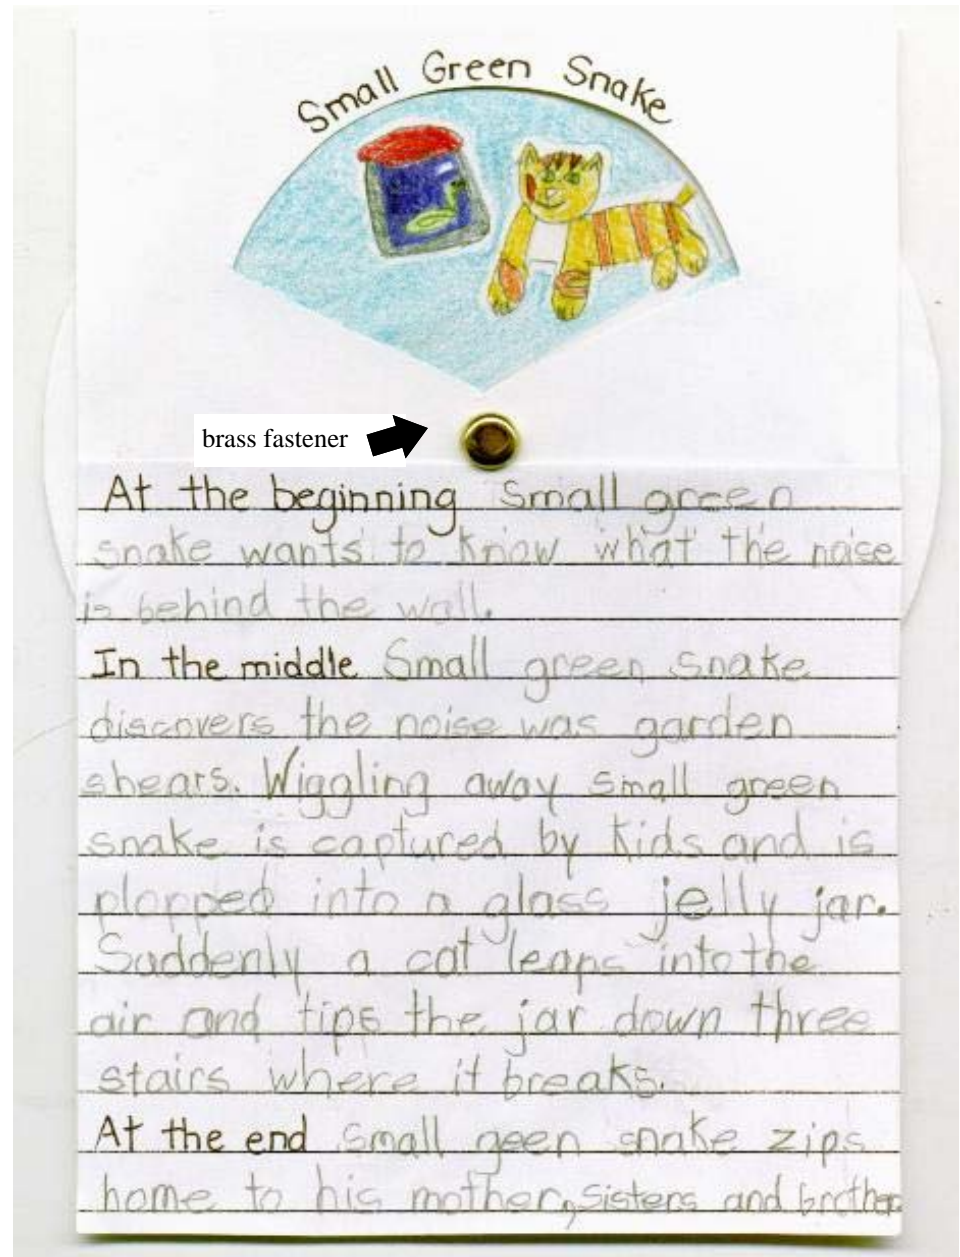 Small Green Snake
brass fastener
At the beginning Small green
snake wants to know what the noise
is behind the wall.
In the middle Small green snake
discovers the noise was garden
shears. Wiggling away small green
snake is captured by kids and is
plopped into a glass jelly jar.
Suddenly a cat leaps into the
air and tips the jar down three
stairs where it breaks.
At the end Small geen snake zips
home to his mother, sisters and brother